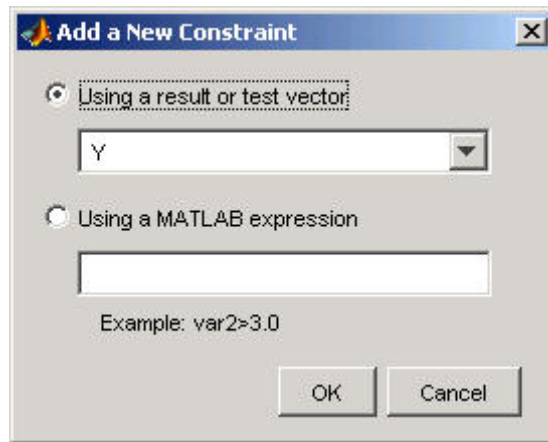 Add a New Constraint
Using a result or test vector
Y
Using a MATLAB expression
Example: var2>3.0
OK Cancel